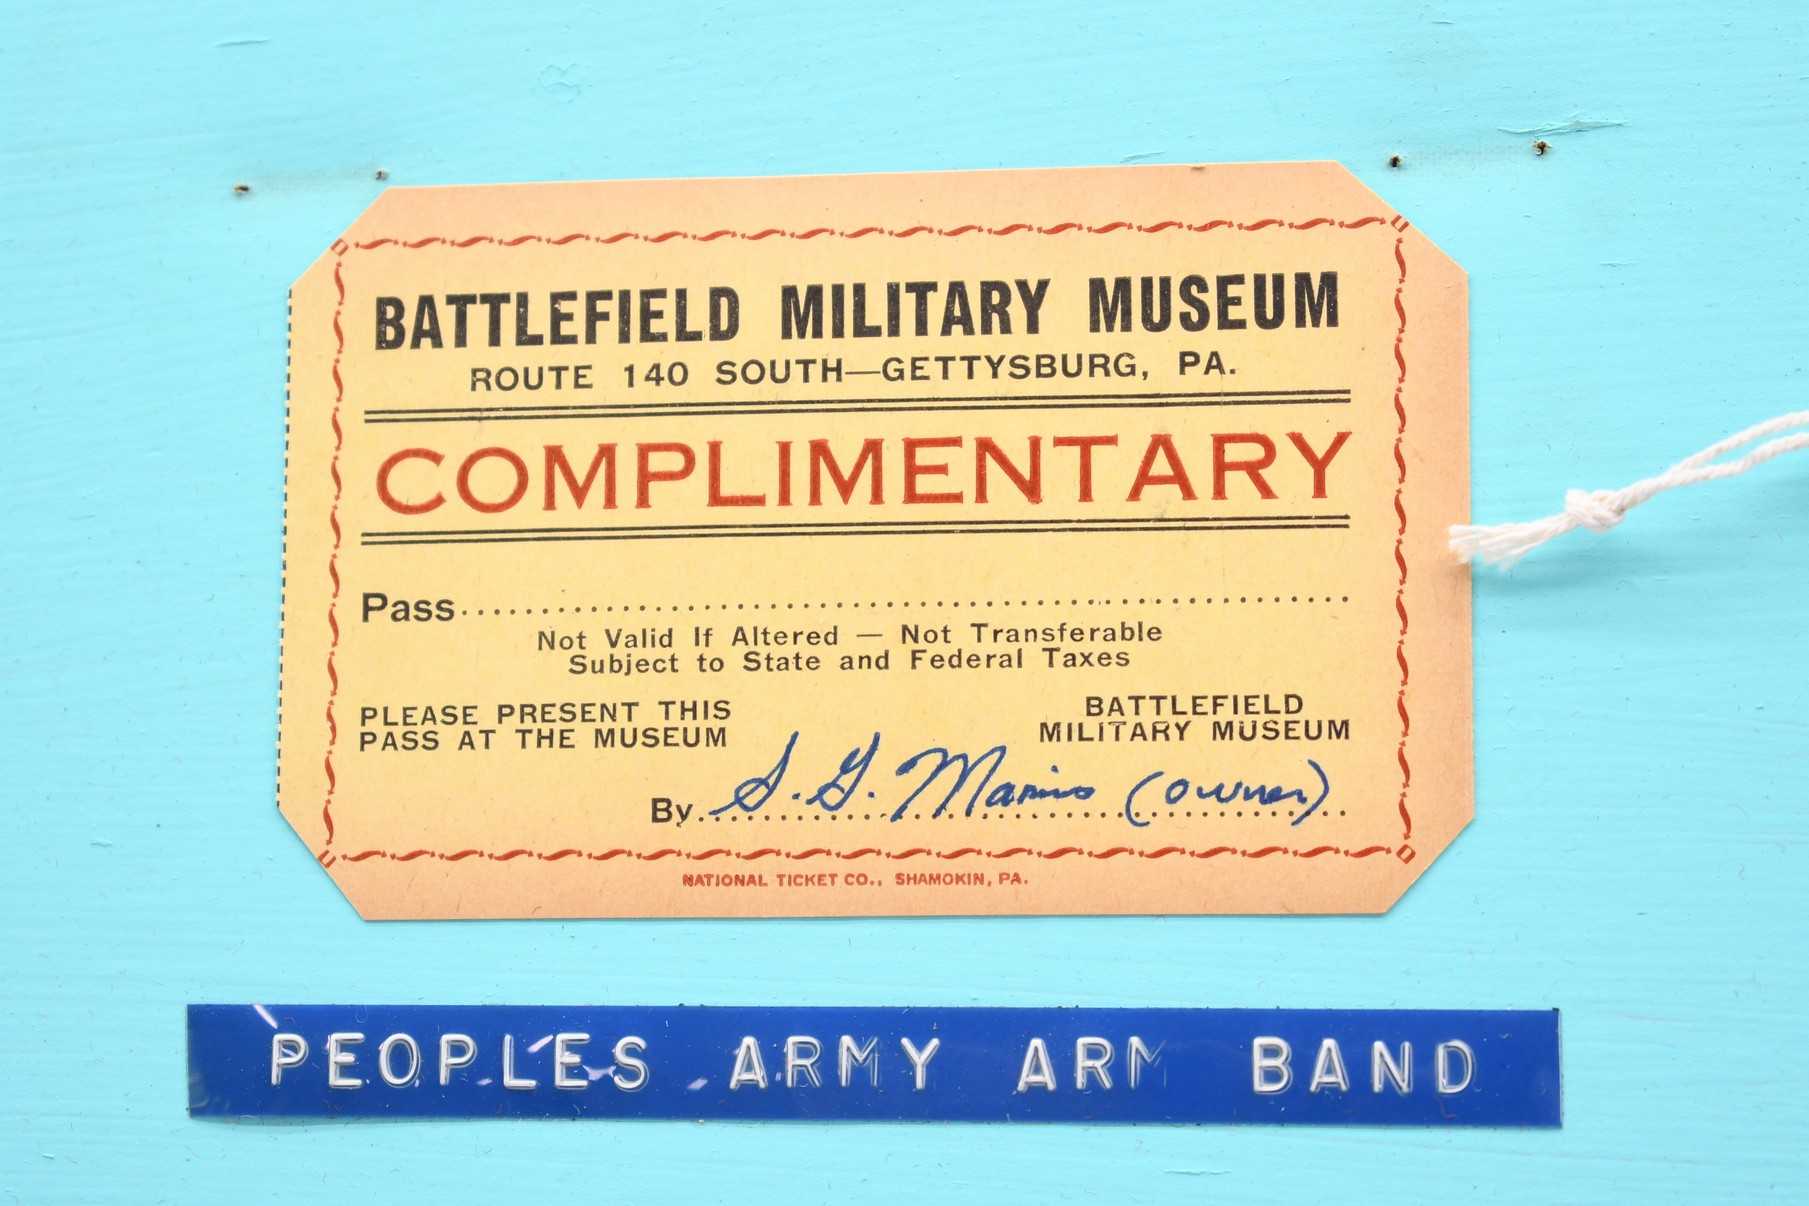 BATTLEFIELD MILITARY MUSEUM
ROUTE 140 SOUTH—GETTYSBURG, PA.
COMPLIMENTARY
Pass
Not Valid If Altered — Not Transferable
Subject to State and Federal Taxes
PLEASE PRESENT THIS
PASS AT THE MUSEUM
BATTLEFIELD
MILITARY MUSEUM
By S. G. Marinos (owner)
NATIONAL TICKET CO., SHAMOKIN, PA.
PEOPLES ARMY ARM BAND